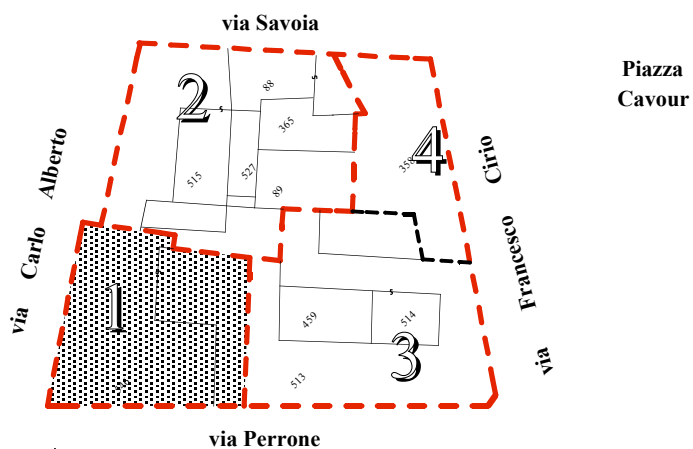 via Savoia
Piazza
Cavour
via Carlo Alberto
via Francesco Cirio
via Perrone
2
88
s
s
365
4
358
527
515
89
1
s
s
459
514
3
513